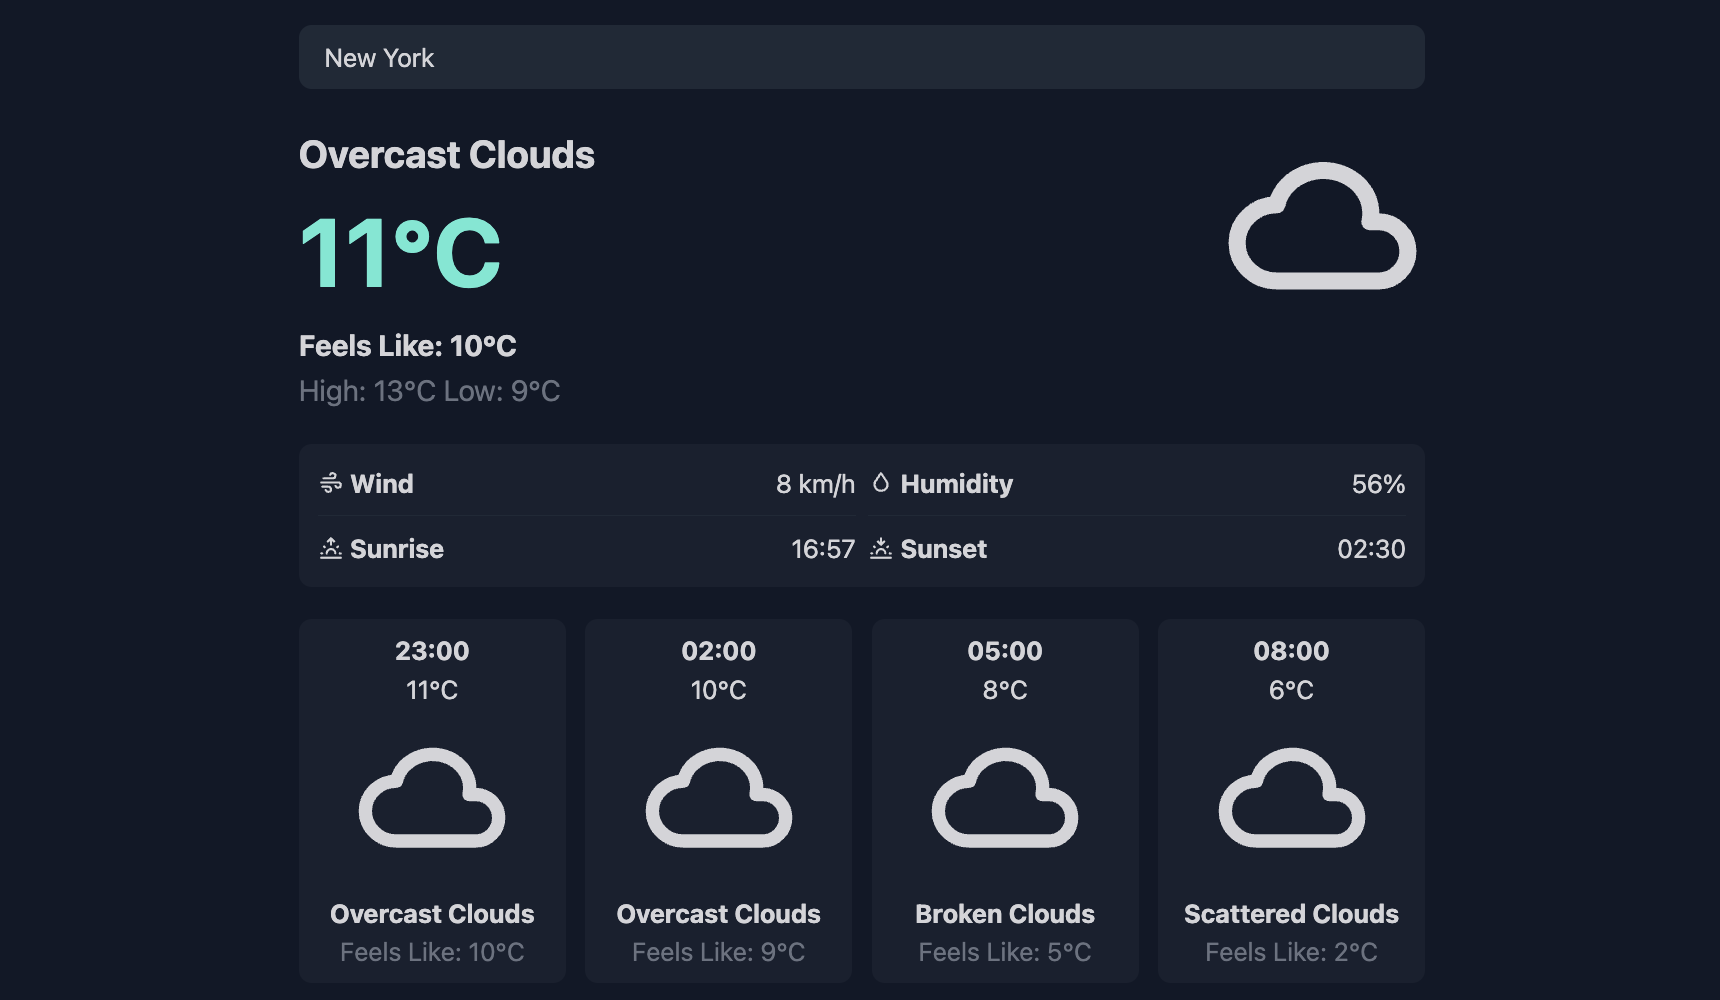 New York
Overcast Clouds
11°C
Feels Like: 10°C
High: 13°C Low: 9°C
Wind 8 km/h Humidity 56%
Sunrise 16:57 Sunset 02:30
23:00 02:00 05:00 08:00
11°C 10°C 8°C 6°C
Overcast Clouds Overcast Clouds Broken Clouds Scattered Clouds
Feels Like: 10°C Feels Like: 9°C Feels Like: 5°C Feels Like: 2°C